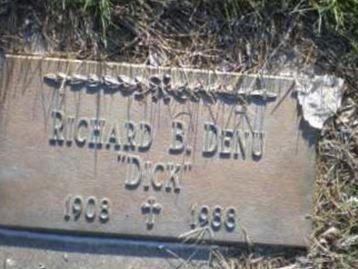 RICHARD B. DENU
"DICK"
1908 1988